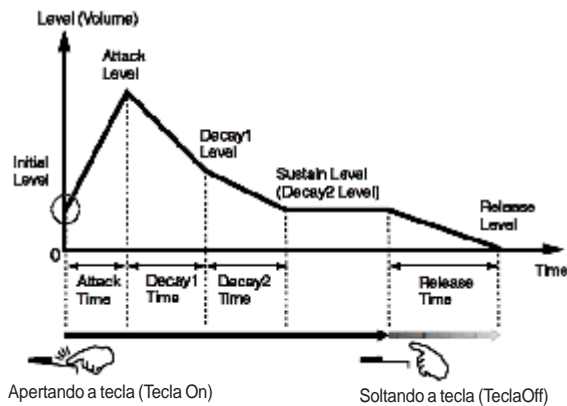 Level (Volume)
Attack
Level
Decay1
Level
Initial
Level
Sustain Level
(Decay2 Level)
Release
Level
0
Time
Attack
Time
Decay1
Time
Decay2
Time
Release
Time
Apertando a tecla (Tecla On)
Soltando a tecla (TeclaOff)